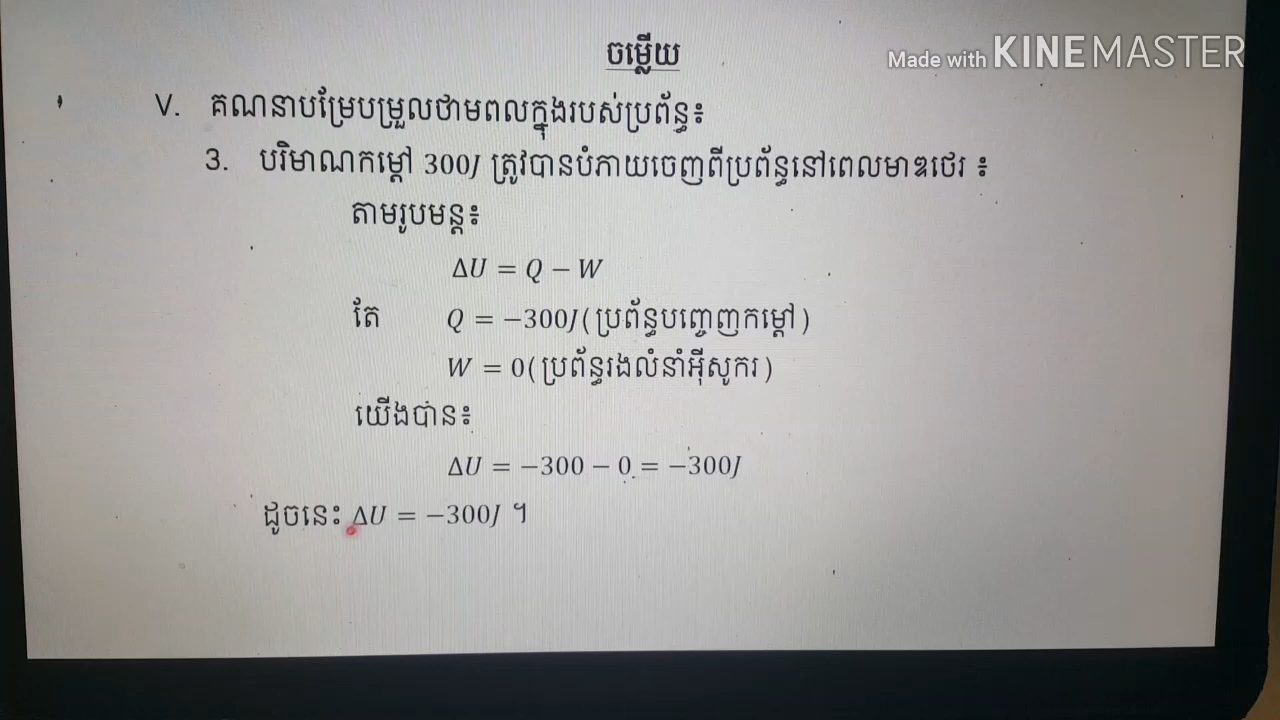 ចម្លើយ
Made with KINEMASTER
V. គណនាបម្រែបម្រួលថាមពលក្នុងរបស់ប្រព័ន្ធ៖
3. បរិមាណកម្ដៅ 300J ត្រូវបានបំភាយចេញពីប្រព័ន្ធនៅពេលមាឌថេរ ៖
តាមរូបមន្ត៖
ΔU = Q − W
តែ Q = −300J ( ប្រព័ន្ធបញ្ចេញកម្ដៅ )
W = 0 ( ប្រព័ន្ធរងលំនាំអ៊ីសូករ )
យើងបាន៖
ΔU = −300 − 0 = −300J
ដូចនេះ ΔU = −300J ។